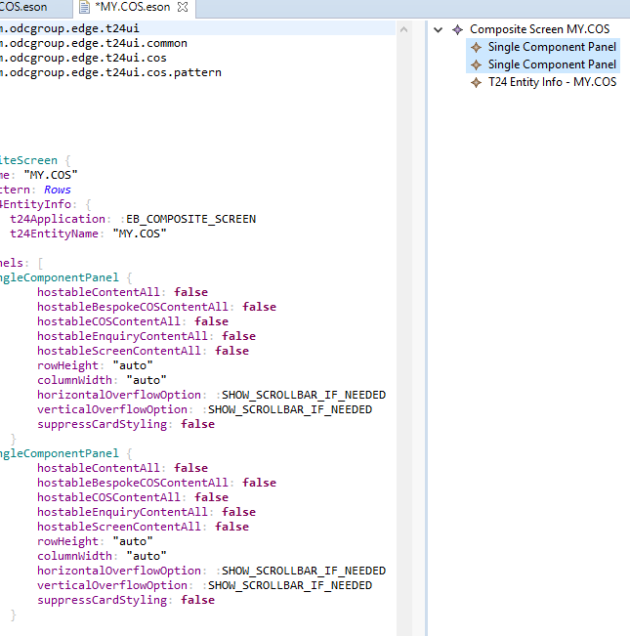 COS.eson *MY.COS.eson
n.odcgroup.edge.t24ui
n.odcgroup.edge.t24ui.common
n.odcgroup.edge.t24ui.cos
n.odcgroup.edge.t24ui.cos.pattern
iteScreen {
me: "MY.COS"
ttern: Rows
4EntityInfo: {
t24Application: :EB_COMPOSITE_SCREEN
t24EntityName: "MY.COS"
nels: [
ngleComponentPanel {
hostableContentAll: false
hostableBespokeCOSContentAll: false
hostableCOSContentAll: false
hostableEnquiryContentAll: false
hostableScreenContentAll: false
rowHeight: "auto"
columnWidth: "auto"
horizontalOverflowOption: :SHOW_SCROLLBAR_IF_NEEDED
verticalOverflowOption: :SHOW_SCROLLBAR_IF_NEEDED
suppressCardStyling: false
}
ngleComponentPanel {
hostableContentAll: false
hostableBespokeCOSContentAll: false
hostableCOSContentAll: false
hostableEnquiryContentAll: false
hostableScreenContentAll: false
rowHeight: "auto"
columnWidth: "auto"
horizontalOverflowOption: :SHOW_SCROLLBAR_IF_NEEDED
verticalOverflowOption: :SHOW_SCROLLBAR_IF_NEEDED
suppressCardStyling: false
}
Composite Screen MY.COS
Single Component Panel
Single Component Panel
T24 Entity Info - MY.COS